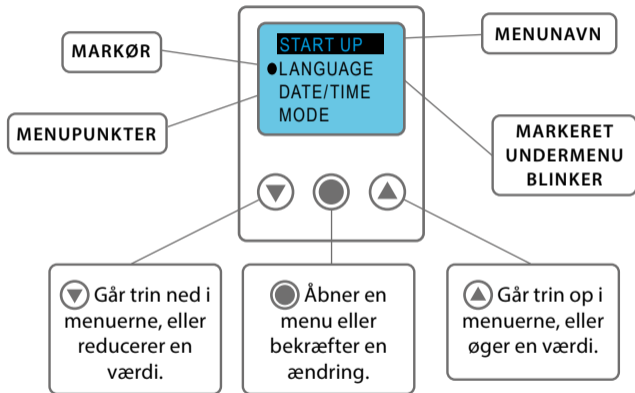 MARKØR
START UP
●LANGUAGE
DATE/TIME
MODE
MENUNAVN
MENUPUNKTER
MARKERET
UNDERMENU
BLINKER
Går trin ned i
menuerne, eller
reducerer en
værdi.
Åbner en
menu eller
bekræfter en
ændring.
Går trin op i
menuerne, eller
øger en værdi.